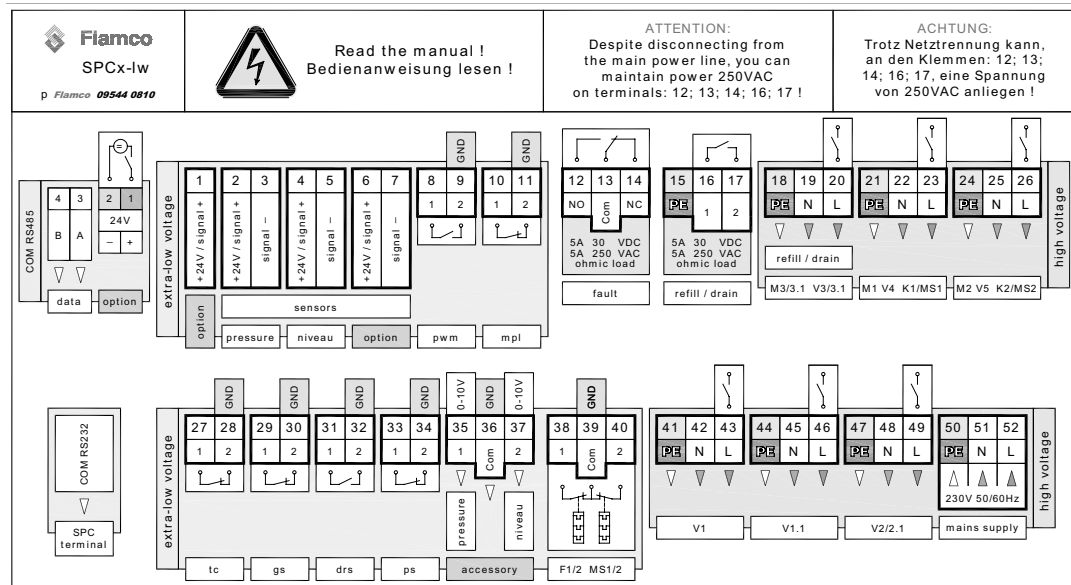 Flamco
SPCx-lw
p Flamco 09544 0810
Read the manual !
Bedienanweisung lesen !
ATTENTION:
Despite disconnecting from
the main power line, you can
maintain power 250VAC
on terminals: 12; 13; 14; 16; 17 !
ACHTUNG:
Trotz Netztrennung kann,
an den Klemmen: 12; 13;
14; 16; 17, eine Spannung
von 250VAC anliegen !
COM RS485
4 3
B A
data
2 1
24V
– +
option
extra-low voltage
1 2 3 4 5 6 7
+24V / signal +
+24V / signal +
signal –
+24V / signal +
signal –
+24V / signal +
signal –
option
sensors
pressure niveau option
GND
8 9
1 2
pwm
GND
10 11
1 2
mpl
12 13 14
NO Com NC
5A 30 VDC
5A 250 VAC
ohmic load
fault
15 16 17
PE 1 2
5A 30 VDC
5A 250 VAC
ohmic load
refill / drain
18 19 20
PE N L
refill / drain
M3/3.1 V3/3.1
21 22 23
PE N L
M1 V4 K1/MS1
24 25 26
PE N L
M2 V5 K2/MS2
high voltage
COM RS232
SPC
terminal
extra-low voltage
GND
27 28
1 2
tc
GND
29 30
1 2
gs
GND
31 32
1 2
drs
GND
33 34
1 2
ps
0-10V GND 0-10V
35 36 37
1 Com 2
pressure niveau
accessory
GND
38 39 40
1 Com 2
F1/2 MS1/2
41 42 43
PE N L
V1
44 45 46
PE N L
V1.1
47 48 49
PE N L
V2/2.1
50 51 52
PE N L
230V 50/60Hz
mains supply
high voltage